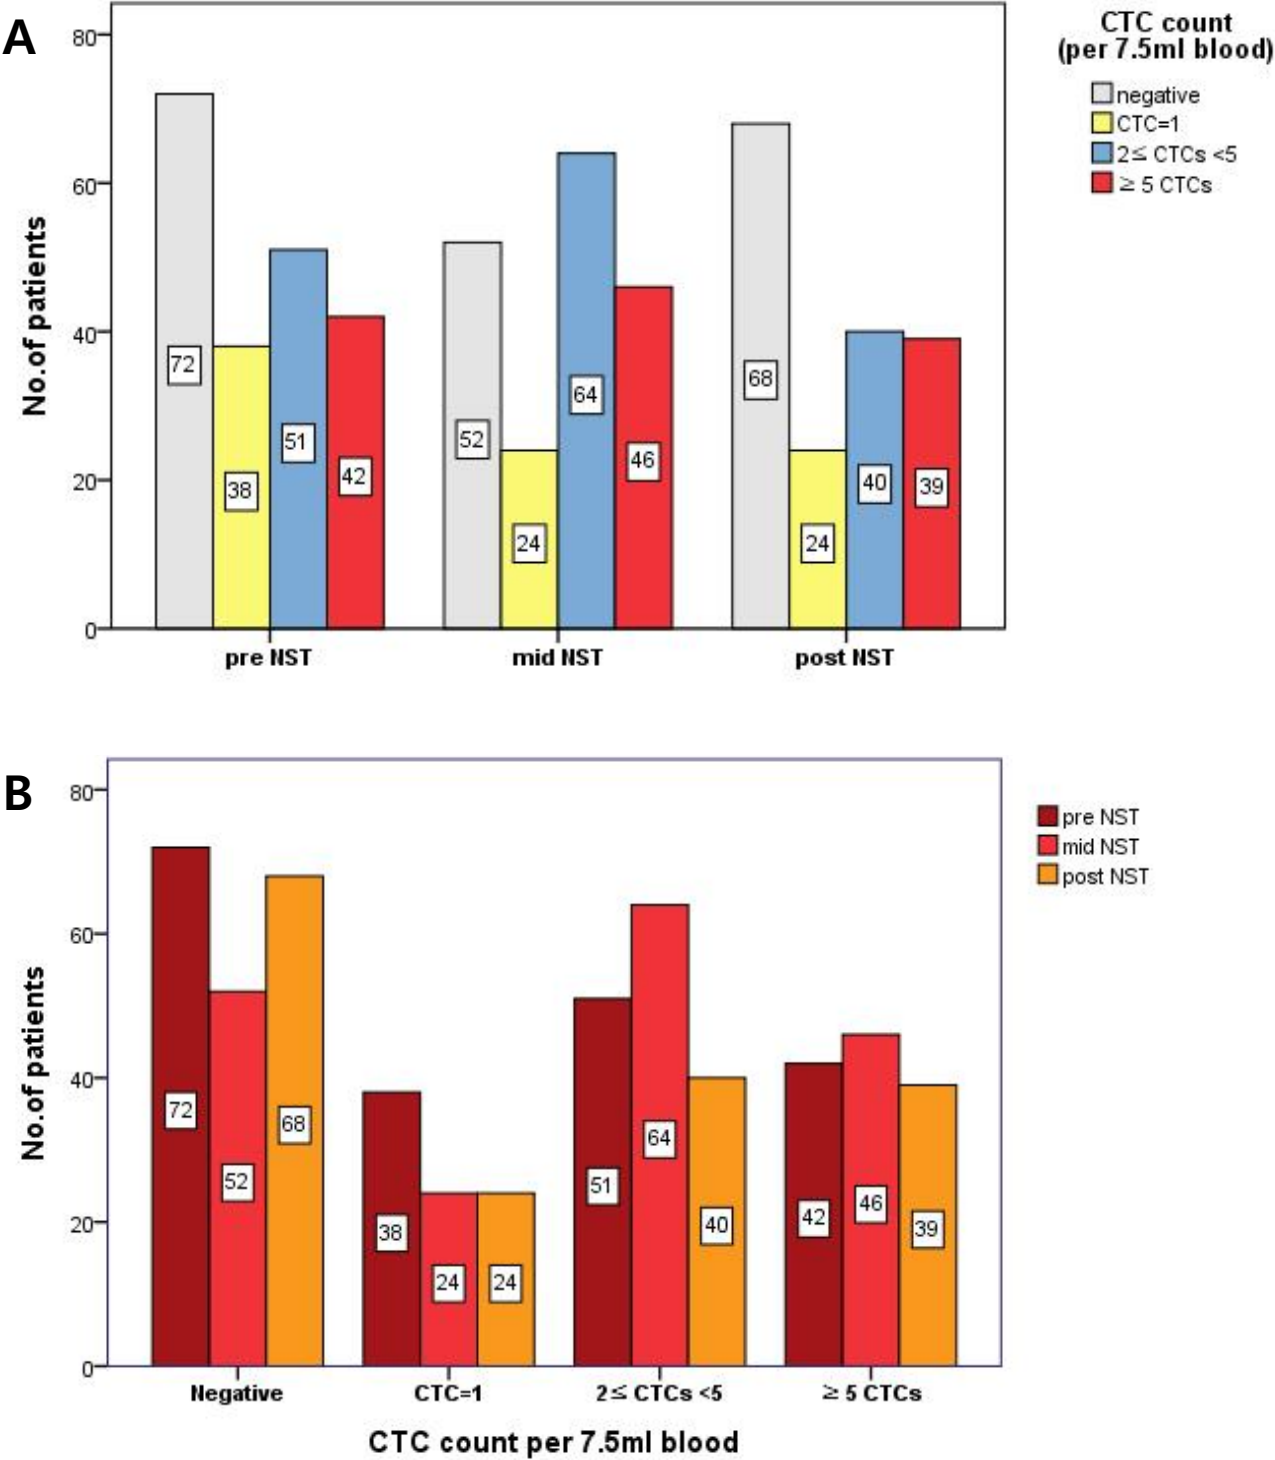 A
CTC count
(per 7.5ml blood)
negative
CTC=1
2≤ CTCs <5
≥ 5 CTCs
No.of patients
80
60
40
20
0
72
38
51
42
52
24
64
46
68
24
40
39
pre NST
mid NST
post NST
B
pre NST
mid NST
post NST
No.of patients
80
60
40
20
0
72
52
68
38
24
24
51
64
40
42
46
39
Negative
CTC=1
2≤ CTCs <5
≥ 5 CTCs
CTC count per 7.5ml blood